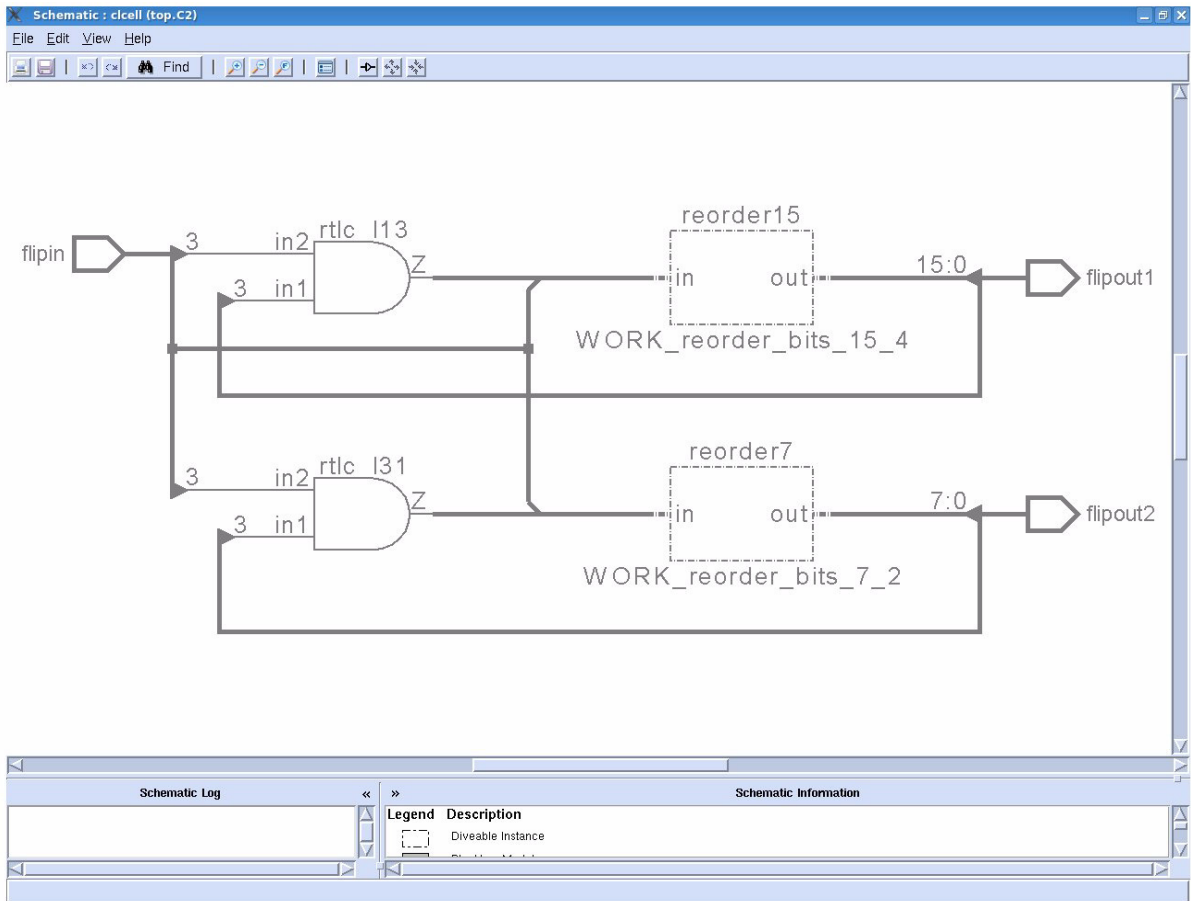 Schematic : clcell (top.C2)
File Edit View Help
Find
reorder15
rtlc_I13
3 in2
flipin
Z
15:0
in out
flipout1
3 in1
WORK_reorder_bits_15_4
reorder7
rtlc_I31
3 in2
Z
7:0
in out
flipout2
3 in1
WORK_reorder_bits_7_2
Schematic Log «
» Schematic Information
Legend Description
Diveable Instance